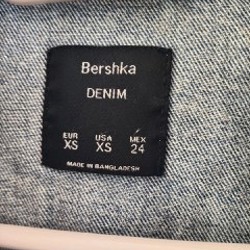 Bershka
DENIM
EUR USA MEX
XS XS 24
MADE IN BANGLADESH